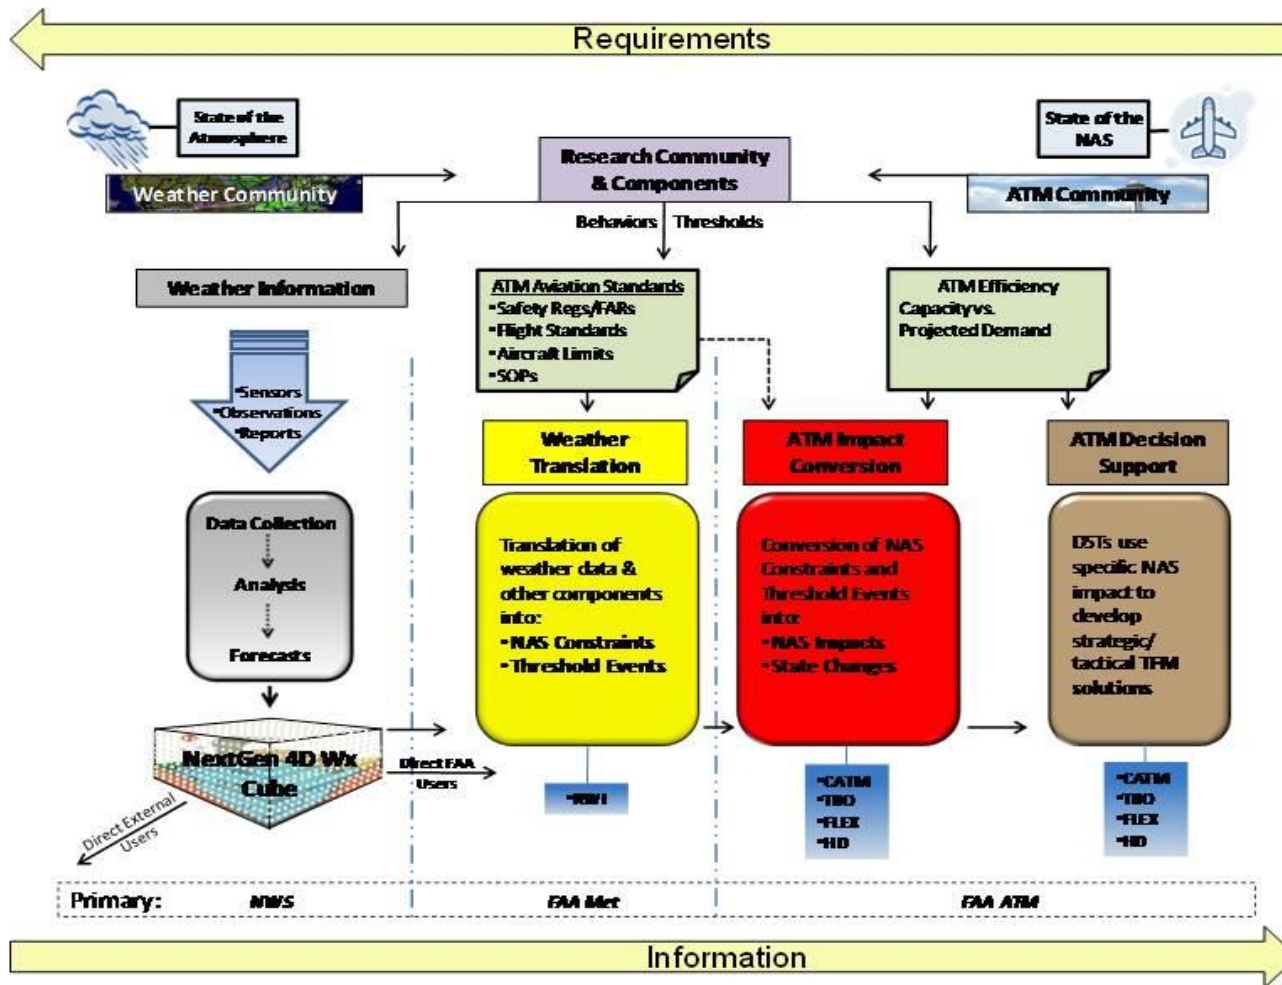 Requirements
State of the
Atmosphere
Weather Community
Research Community
& Components
State of the
NAS
ATM Community
Behaviors
Thresholds
Weather Information
ATM Aviation Standards
▪Safety Regs/FARs
▪Flight Standards
▪Aircraft Limits
▪SOPs
ATM Efficiency
Capacity vs.
Projected Demand
▪Sensors
▪Observations
▪Reports
Weather
Translation
ATM Impact
Conversion
ATM Decision
Support
Data Collection
Analysis
Forecasts
Translation of
weather data &
other components
into:
▪NAS Constraints
▪Threshold Events
Conversion of NAS
Constraints and
Threshold Events
into:
▪NAS Impacts
▪State Changes
DSTs use
specific NAS
impact to
develop
strategic/
tactical TFM
solutions
NextGen 4D Wx
Cube
Direct FAA
Users
Direct External
Users
▪CATM
▪TBO
▪FLEX
▪HD
▪CATM
▪TBO
▪FLEX
▪HD
Primary:
NWS
FAA Met
FAA ATM
Information